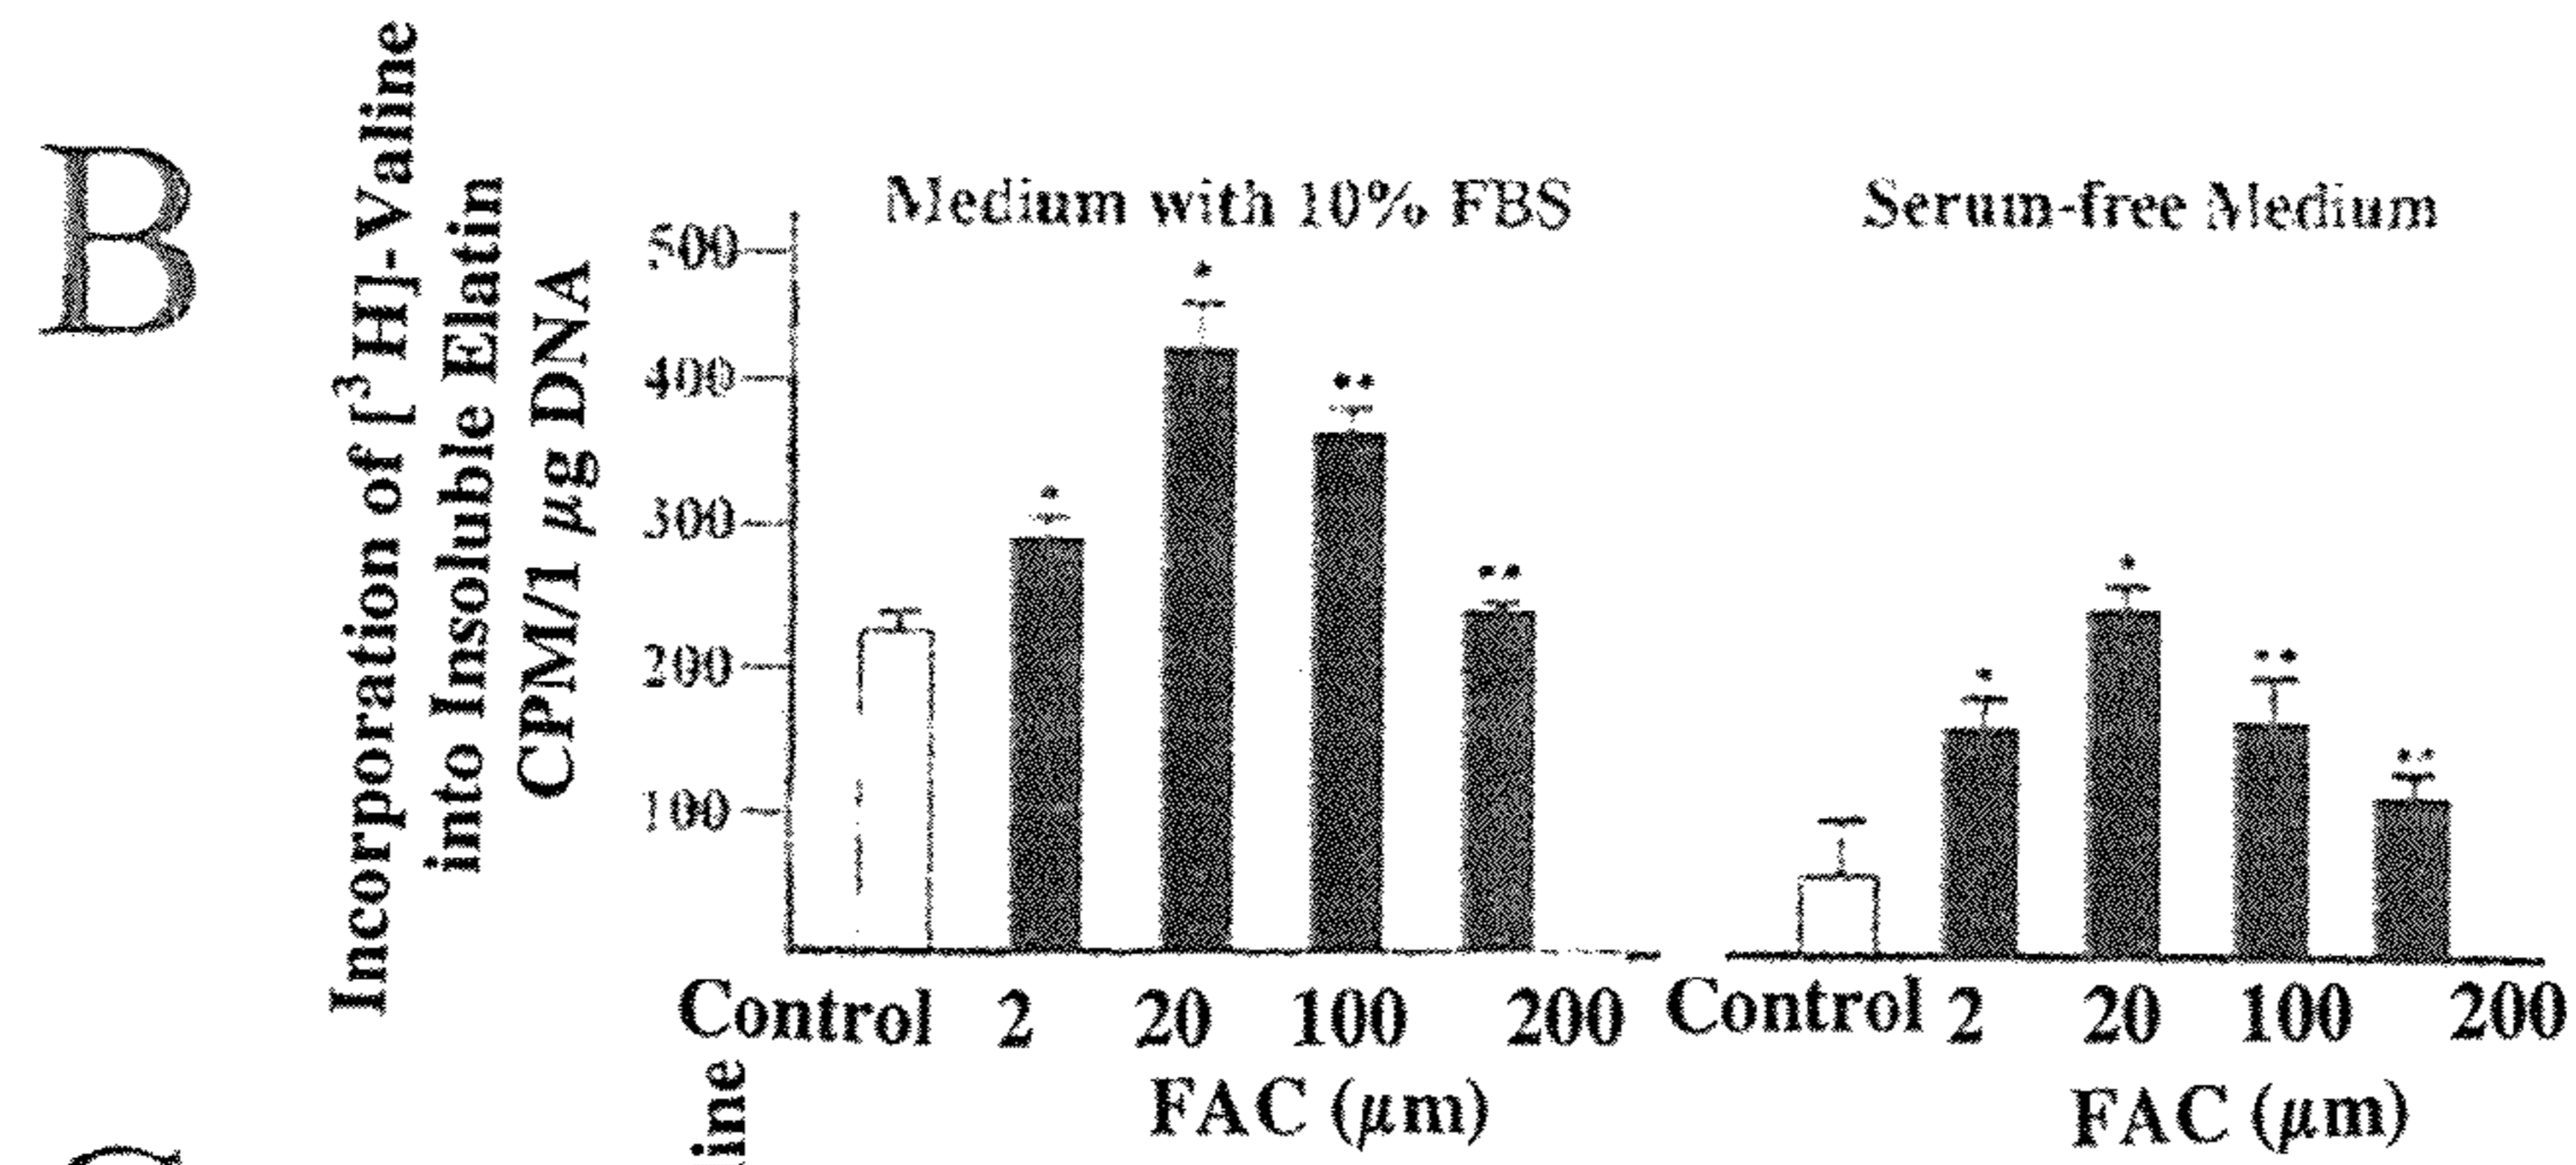 B
Incorporation of [³H]-Valine
into Insoluble Elatin
CPM/1 µg DNA
Medium with 10% FBS
Serum-free Medium
500
400
300
200
100
* * ** **
* * ** **
Control 2 20 100 200
Control 2 20 100 200
FAC (µm)
FAC (µm)